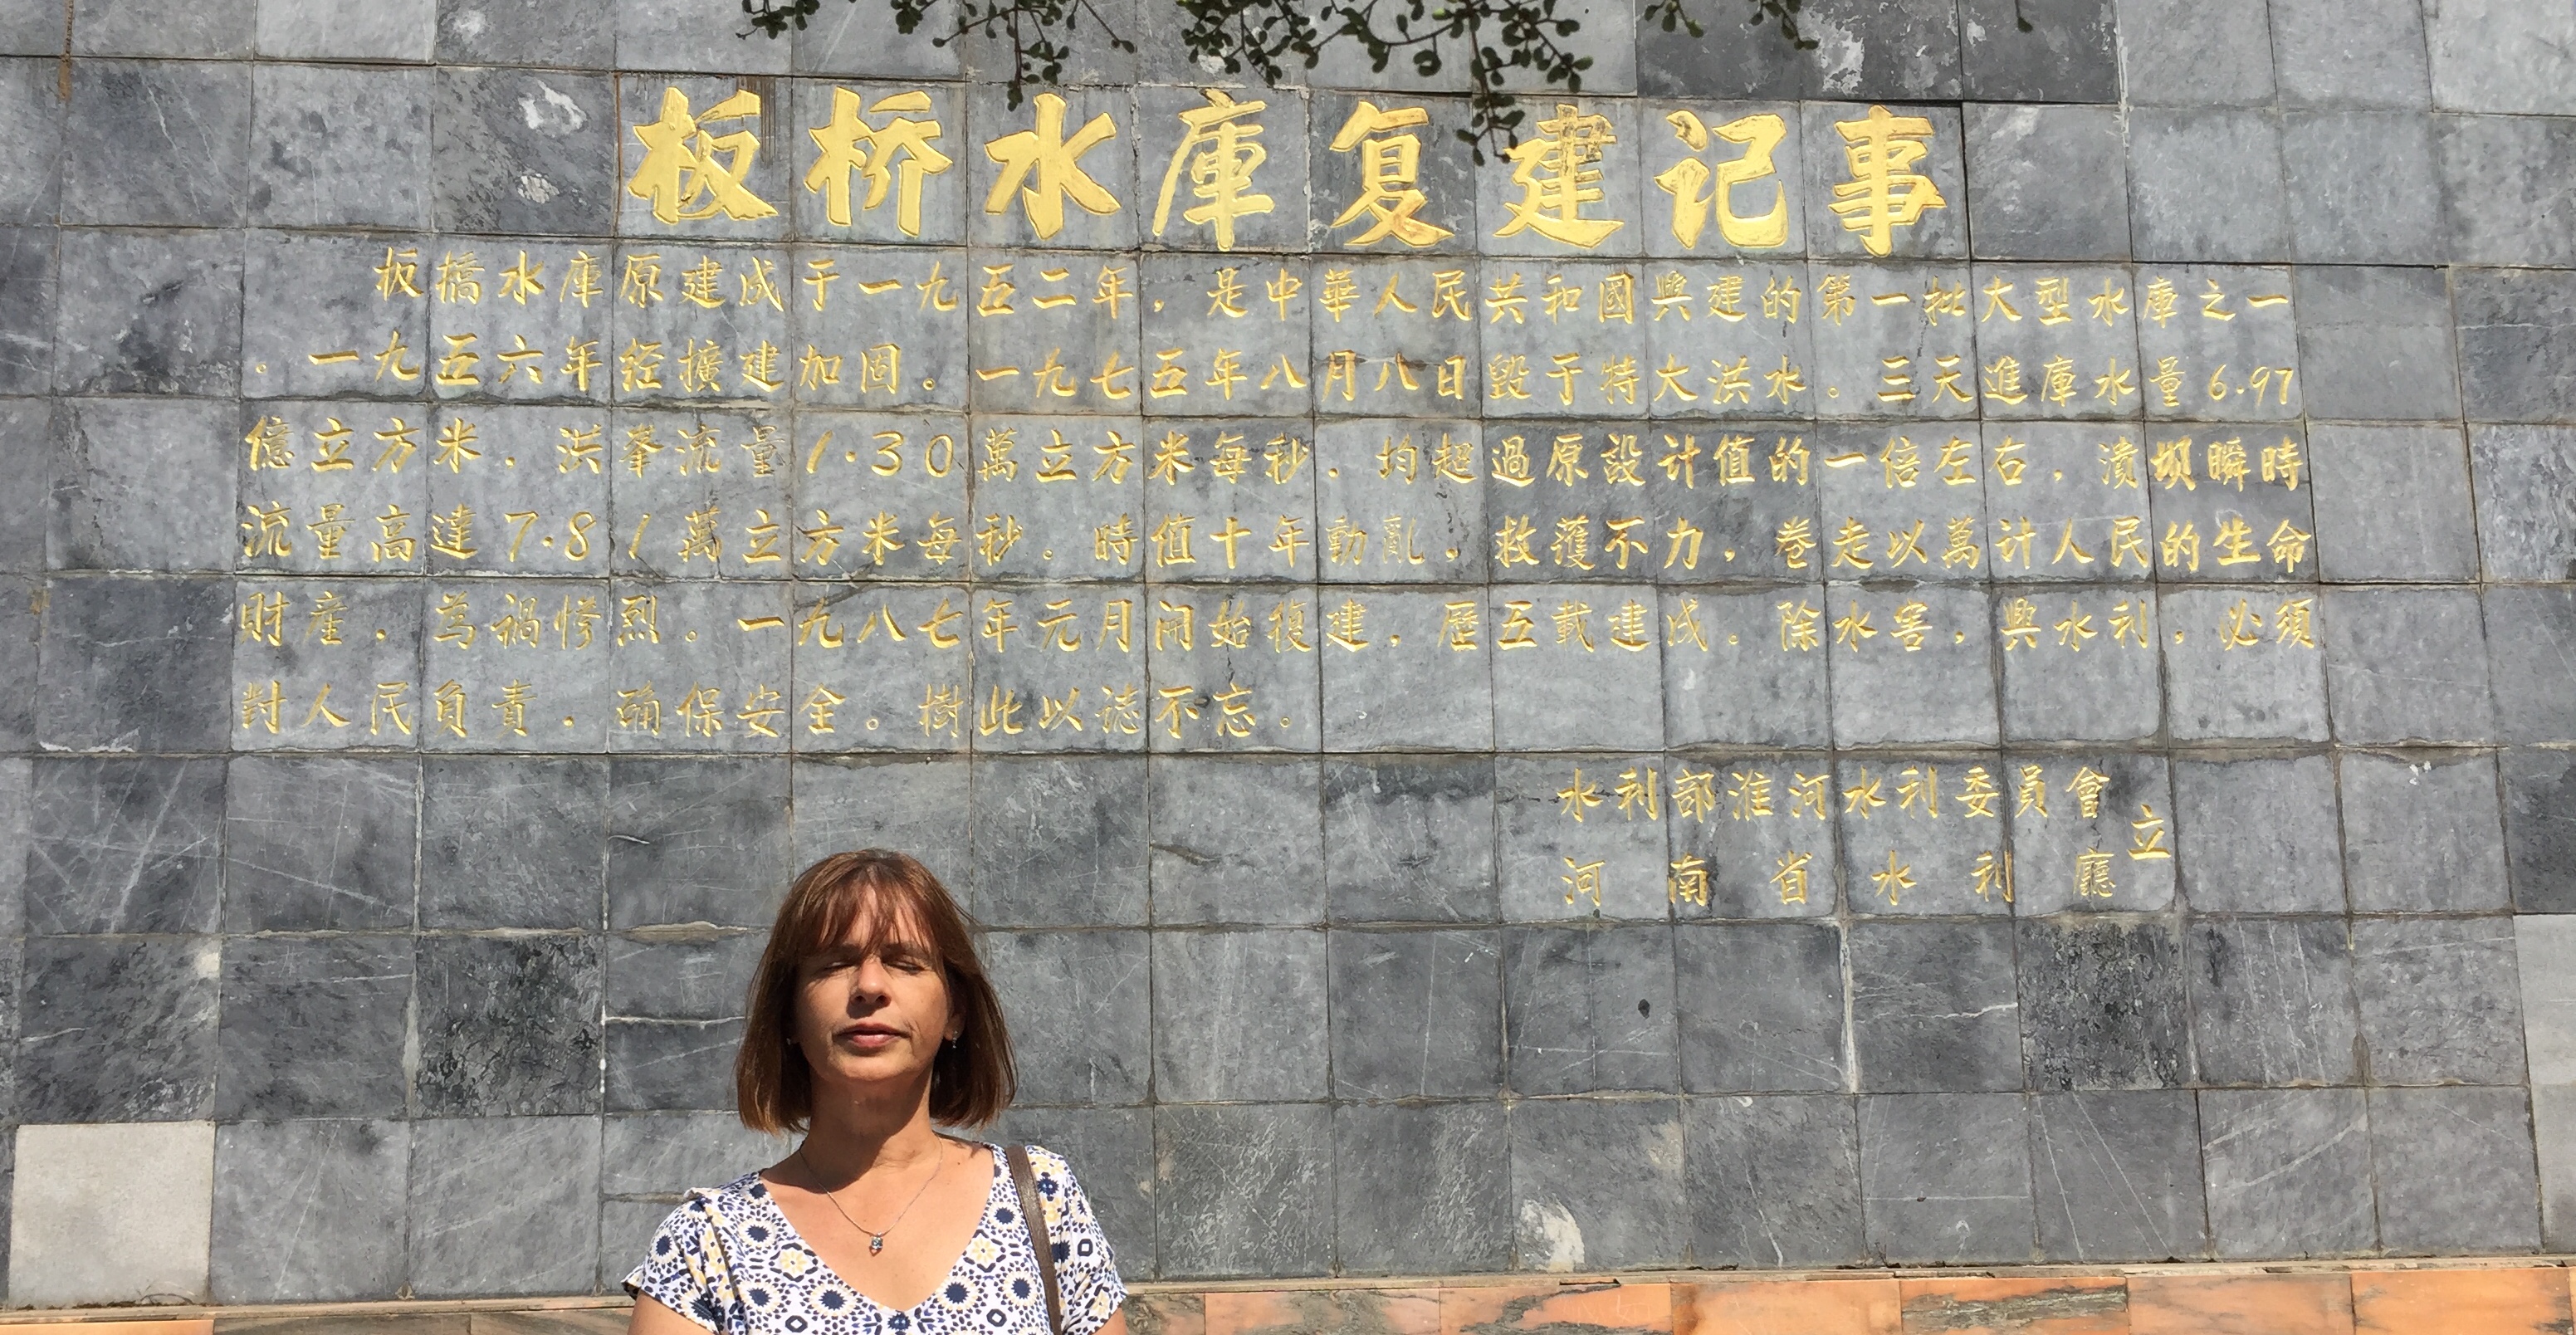 板桥水庫复建记事
板橋水庫原建成于一九五二年，是中華人民共和國興建的第一批大型水庫之一
。一九五六年经擴建加固。一九七五年八月八日毁于特大洪水。三天進庫水量6.97
億立方米，洪峯流量1.30萬立方米每秒，均超過原設计值的一倍左右，潰坝瞬時
流量高達7.81萬立方米每秒。時值十年動亂，救護不力，卷走以萬计人民的生命
財産，為禍慘烈。一九八七年元月開始復建，歷五載建成。除水害，興水利，必須
對人民負責，确保安全。樹此以誌不忘。
水利部淮河水利委員會
河南省水利廳
立